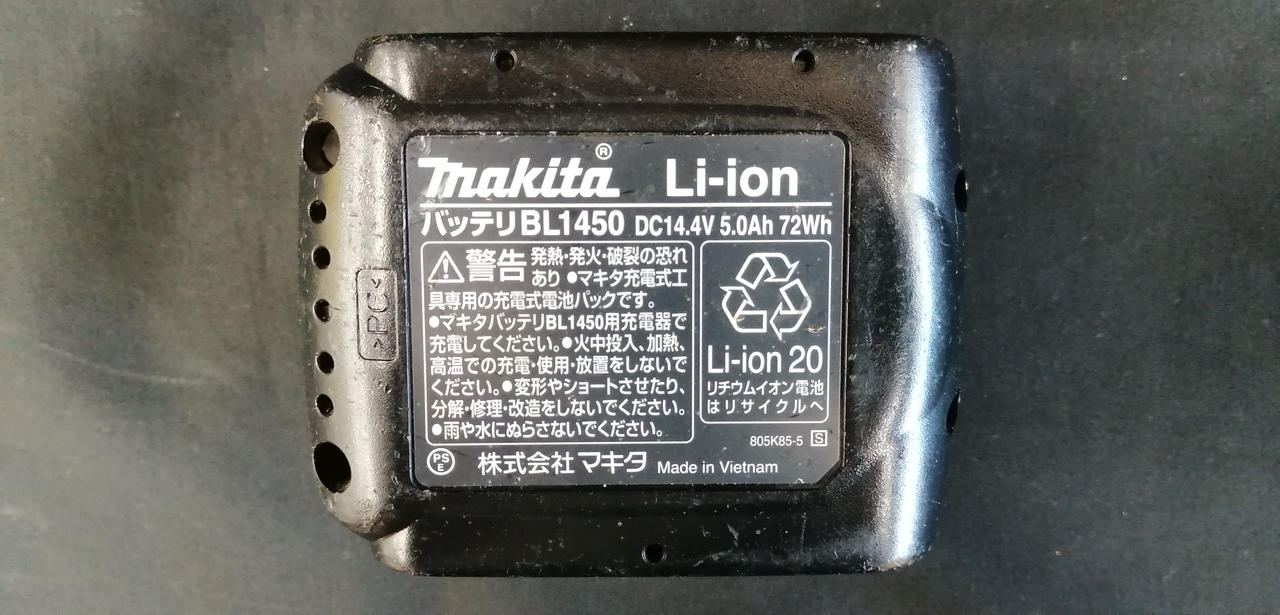 makita® Li-ion
バッテリBL1450 DC14.4V 5.0Ah 72Wh
警告 発熱・発火・破裂の恐れ
あり ●マキタ充電式工
具専用の充電式電池パックです。
●マキタバッテリBL1450用充電器で
充電してください。●火中投入、加熱、
高温での充電・使用・放置をしないで
ください。●変形やショートさせたり、
分解・修理・改造をしないでください。
●雨や水にぬらさないでください。
Li-ion 20
リチウムイオン電池
はリサイクルへ
805K85-5 S
PS
E
株式会社マキタ Made in Vietnam
>PC<